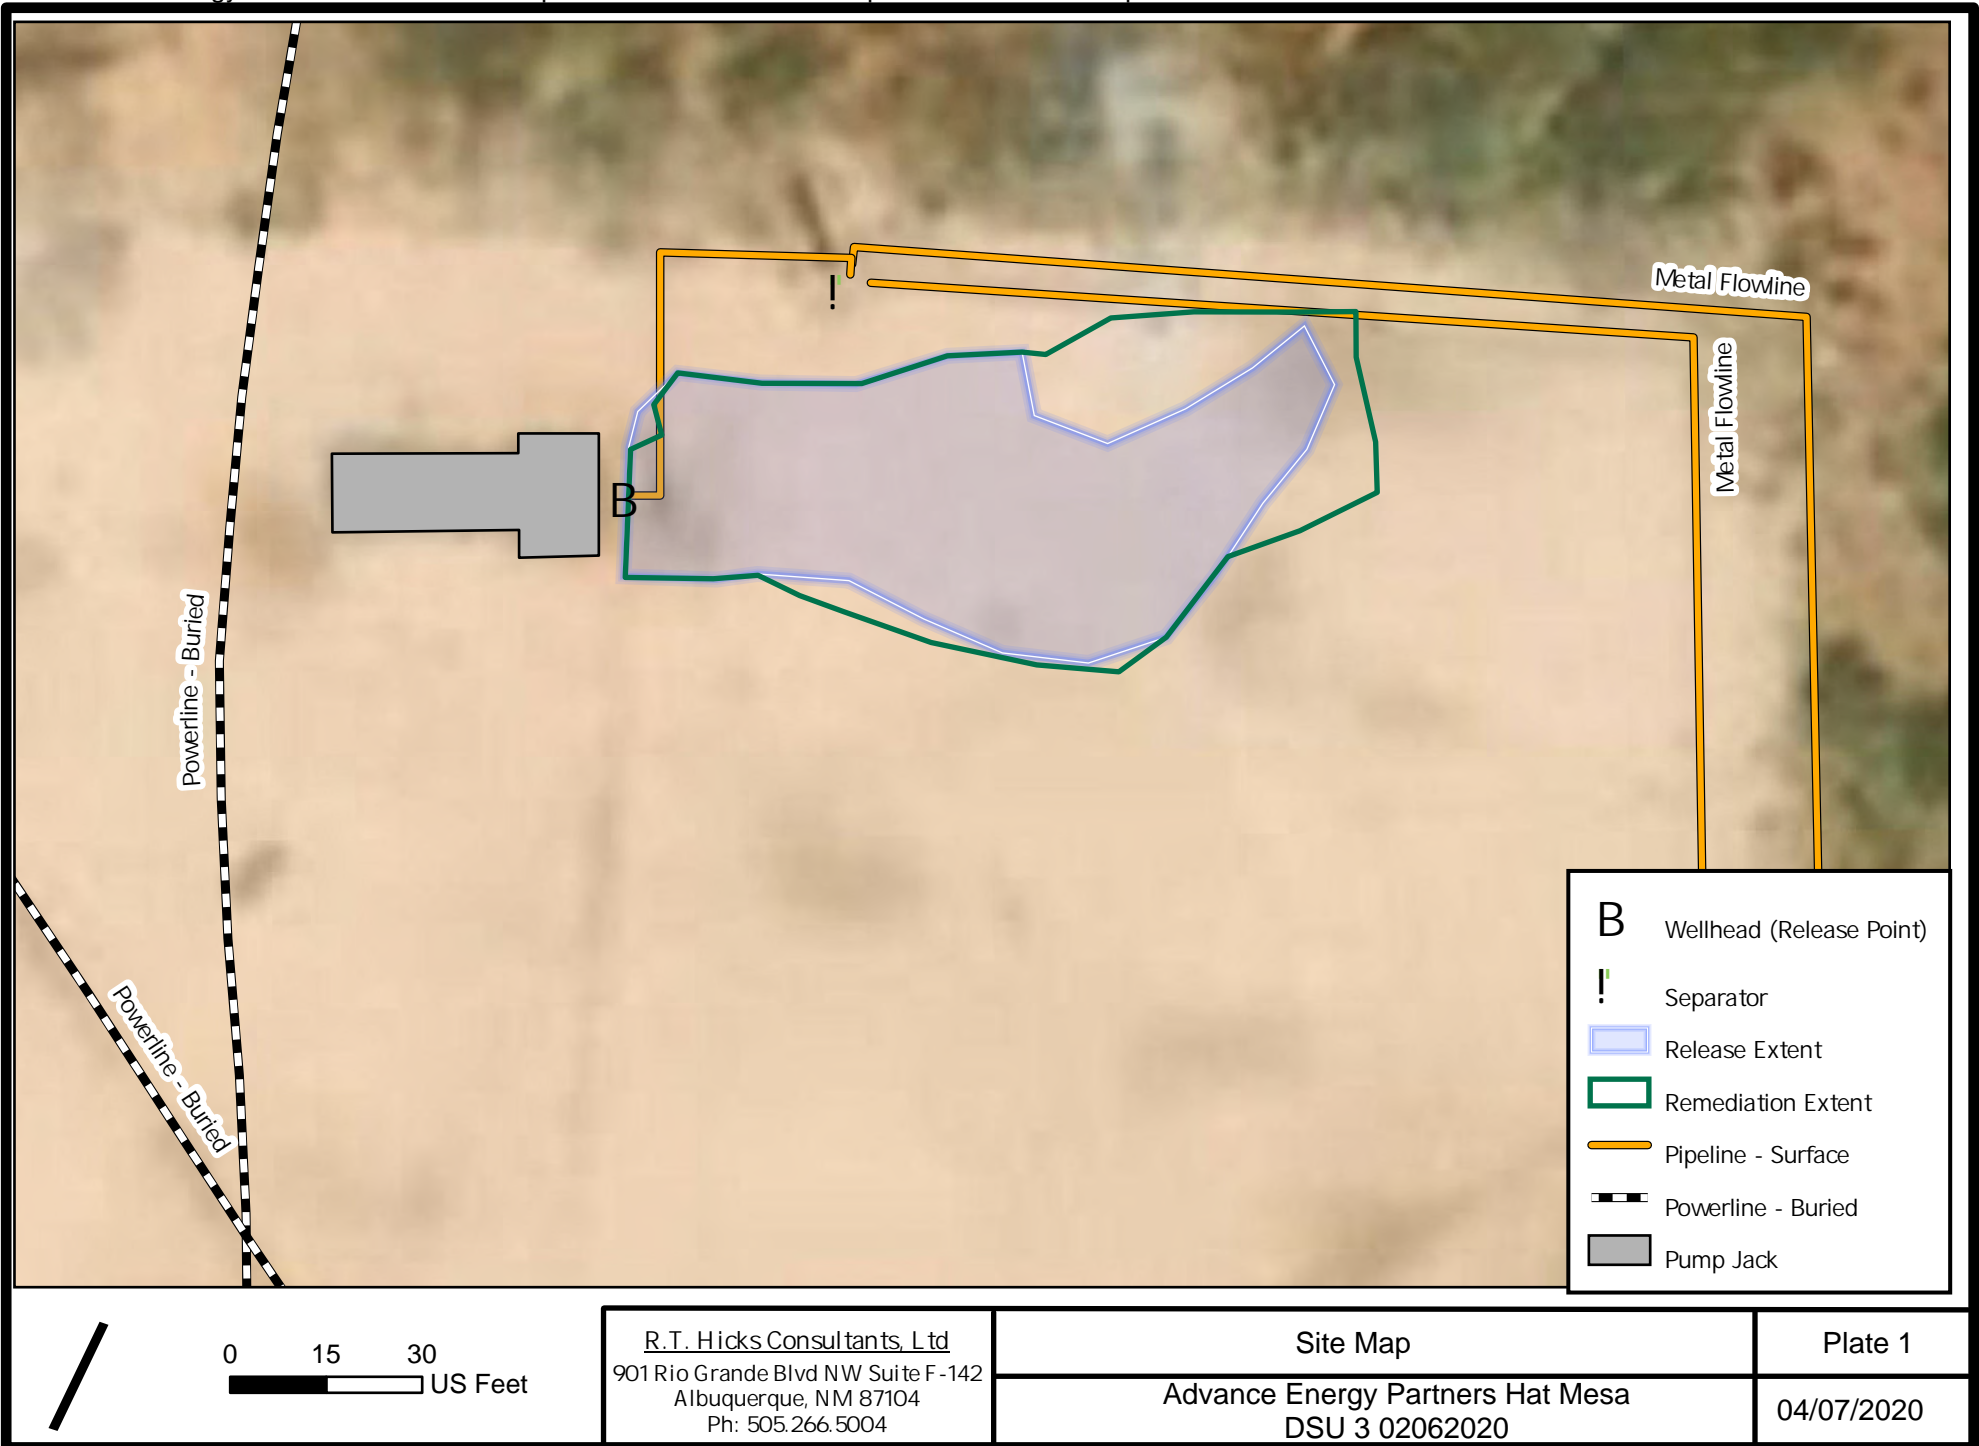 Metal Flowline
Metal Flowline
!
B
Powerline - Buried
Powerline - Buried
B Wellhead (Release Point)
! Separator
Release Extent
Remediation Extent
Pipeline - Surface
Powerline - Buried
Pump Jack
0 15 30
US Feet
R.T. Hicks Consultants, Ltd
901 Rio Grande Blvd NW Suite F-142
Albuquerque, NM 87104
Ph: 505.266.5004
Site Map
Advance Energy Partners Hat Mesa
DSU 3 02062020
Plate 1
04/07/2020